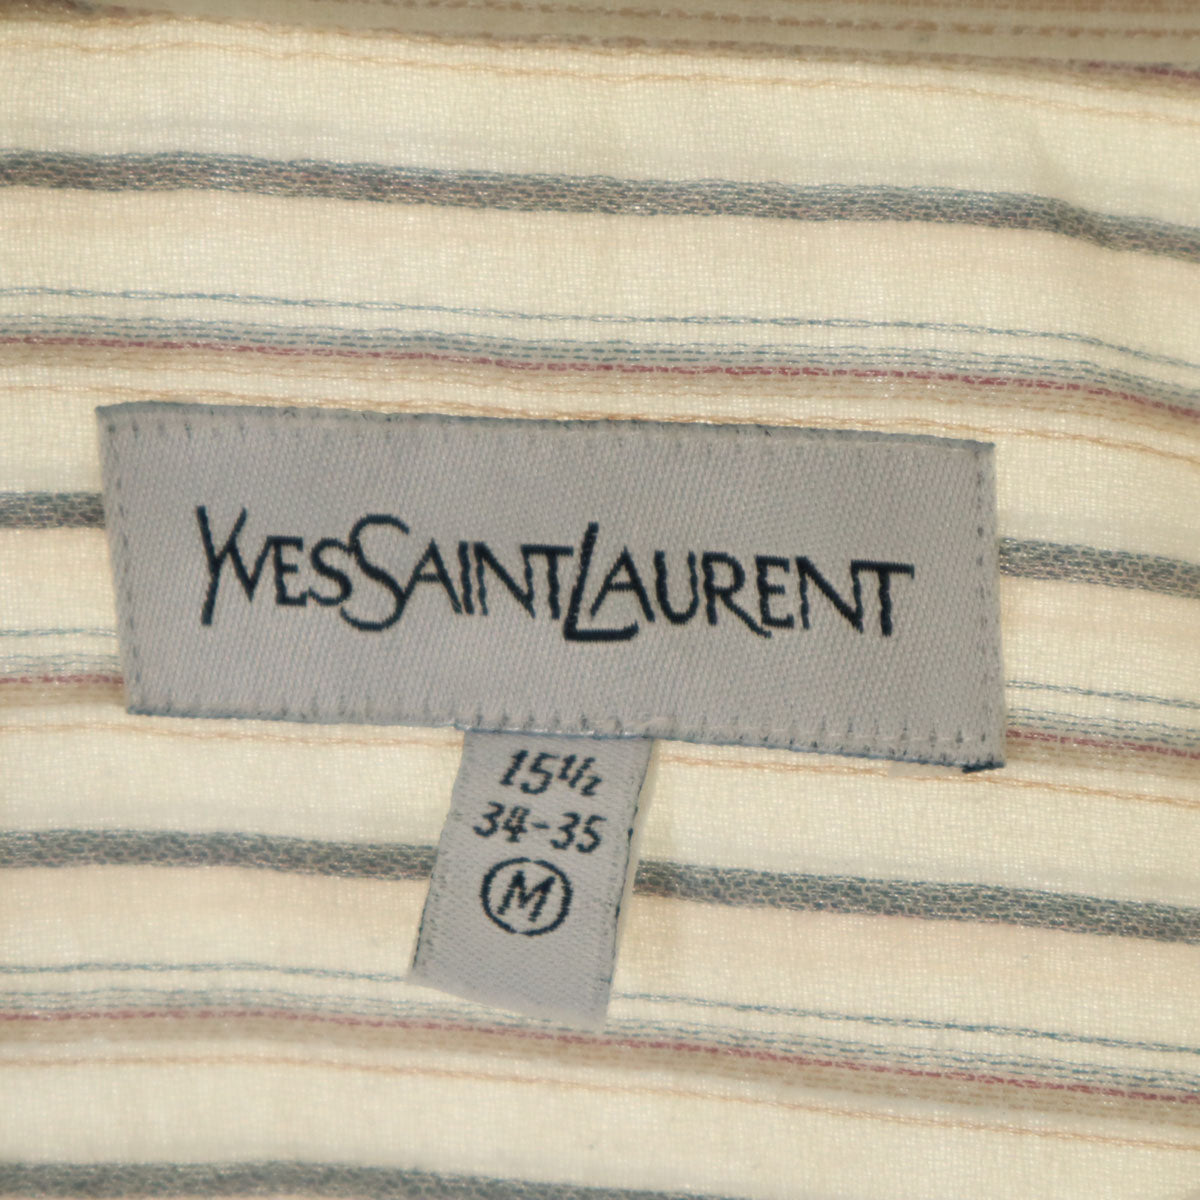 YVESSAINTLAURENT
15½
34-35
M